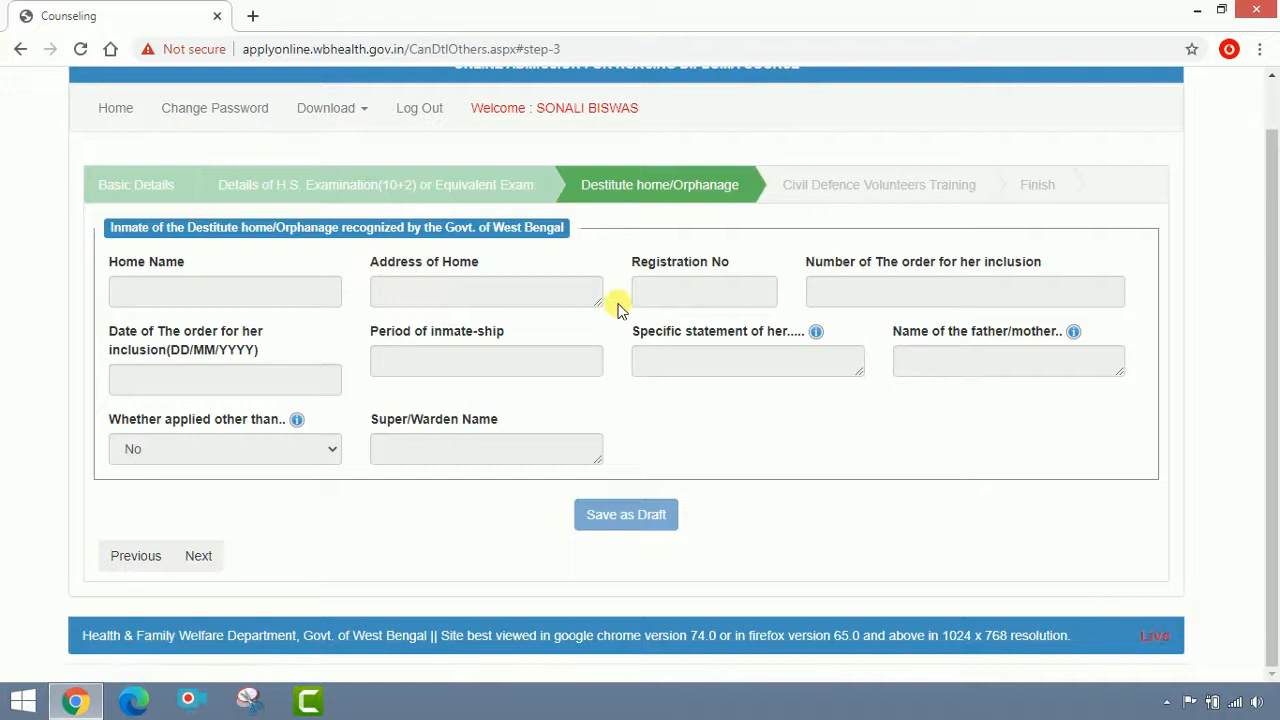 Counseling
Not secure applyonline.wbhealth.gov.in/CanDtlOthers.aspx#step-3
ONLINE ADMISSION FOR NURSING DIPLOMA COURSE
Home Change Password Download Log Out Welcome : SONALI BISWAS
Basic Details Details of H.S. Examination(10+2) or Equivalent Exam Destitute home/Orphanage Civil Defence Volunteers Training Finish
Inmate of the Destitute home/Orphanage recognized by the Govt. of West Bengal
Home Name Address of Home Registration No Number of The order for her inclusion
Date of The order for her Period of inmate-ship Specific statement of her..... Name of the father/mother..
inclusion(DD/MM/YYYY)
Whether applied other than.. Super/Warden Name
No
Save as Draft
Previous Next
Health & Family Welfare Department, Govt. of West Bengal || Site best viewed in google chrome version 74.0 or in firefox version 65.0 and above in 1024 x 768 resolution. Live